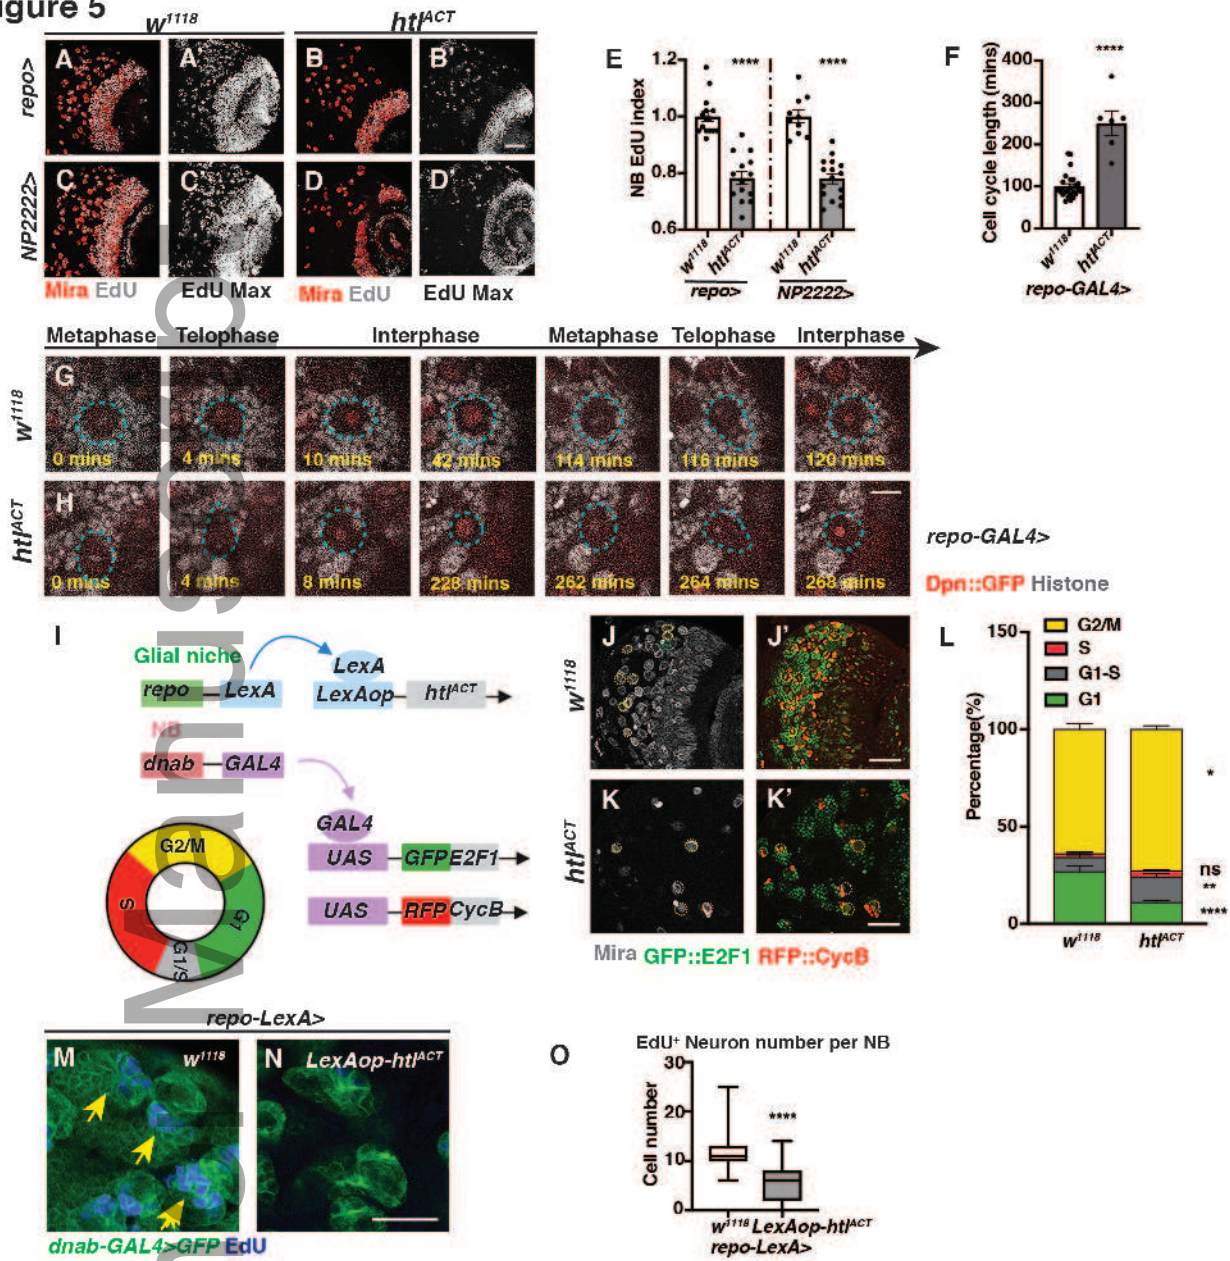 igure 5
w1118
htlACT
repo>
A
A'
B
B'
NP2222>
C
C'
D
D'
Mira EdU
EdU Max
Mira EdU
EdU Max
E
NB EdU index
1.2
1.0
0.8
0.6
****
****
w1118
htlACT
w1118
htlACT
repo>
NP2222>
F
Cell cycle length (mins)
400
300
200
100
0
****
w1118
htlACT
repo-GAL4>
Metaphase Telophase Interphase Metaphase Telophase Interphase
w1118
G
0 mins 4 mins 10 mins 42 mins 114 mins 116 mins 120 mins
htlACT
H
0 mins 4 mins 8 mins 228 mins 262 mins 264 mins 268 mins
repo-GAL4>
Dpn::GFP Histone
I
Glial niche
repo LexA
LexA
LexAop htlACT
NB
dnab GAL4
GAL4
UAS GFP E2F1
UAS RFP CycB
G2/M
G1
G1/S
S
w1118
J
J'
htlACT
K
K'
Mira GFP::E2F1 RFP::CycB
L
G2/M
S
G1-S
G1
Percentage(%)
150
100
50
0
*
ns
**
****
w1118
htlACT
repo-LexA>
M
w1118
N
LexAop-htlACT
dnab-GAL4>GFP EdU
O
EdU+ Neuron number per NB
Cell number
30
20
10
0
****
w1118 LexAop-htlACT
repo-LexA>
Manuscript